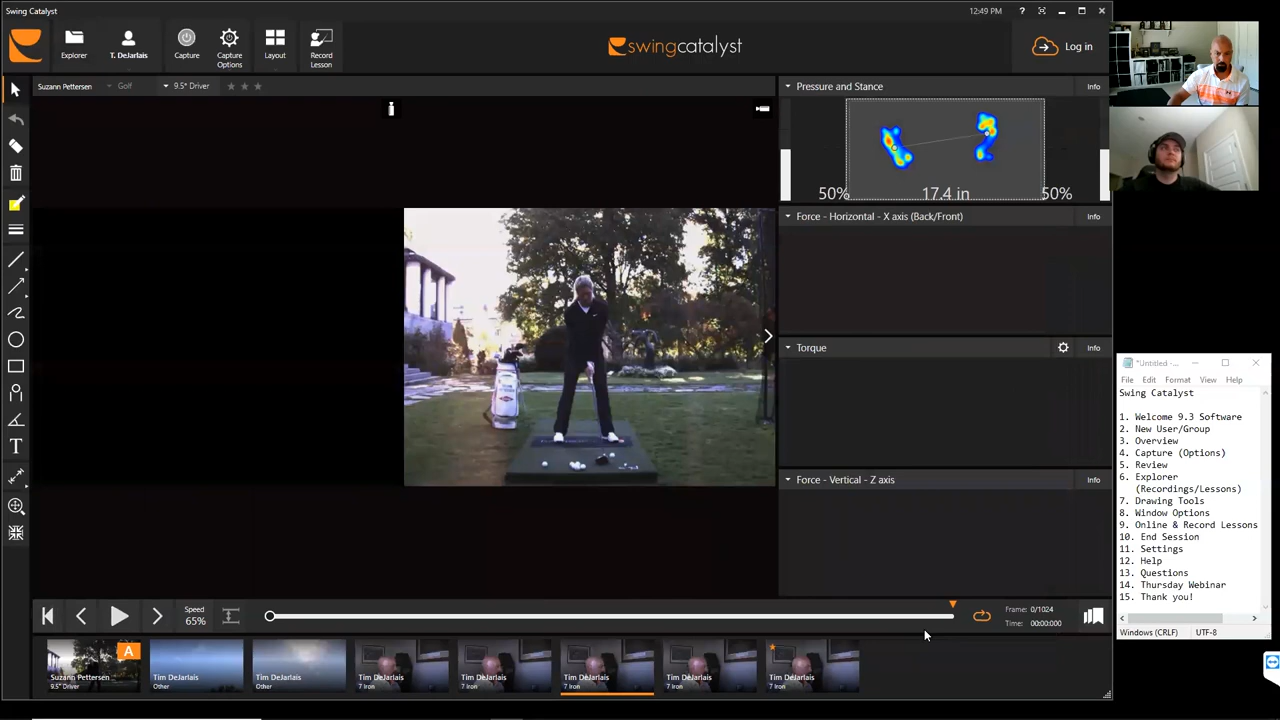 Swing Catalyst
12:49 PM
?
Explorer
T. DeJarlais
Capture
Capture
Options
Layout
Record
Lesson
swingcatalyst
Log in
Suzann Pettersen
Golf
9.5° Driver
Pressure and Stance
Info
50%
17.4 in
50%
Force - Horizontal - X axis (Back/Front)
Info
Torque
Info
Force - Vertical - Z axis
Info
T
Speed
65%
Frame: 0/1024
Time: 00:00:000
A
Suzann Pettersen
9.5° Driver
Tim DeJarlais
Other
Tim DeJarlais
Other
Tim DeJarlais
7 Iron
Tim DeJarlais
7 Iron
Tim DeJarlais
7 Iron
Tim DeJarlais
7 Iron
Tim DeJarlais
7 Iron
*Untitled -...
File Edit Format View Help
Swing Catalyst
1. Welcome 9.3 Software
2. New User/Group
3. Overview
4. Capture (Options)
5. Review
6. Explorer
(Recordings/Lessons)
7. Drawing Tools
8. Window Options
9. Online & Record Lessons
10. End Session
11. Settings
12. Help
13. Questions
14. Thursday Webinar
15. Thank you!
Windows (CRLF)
UTF-8